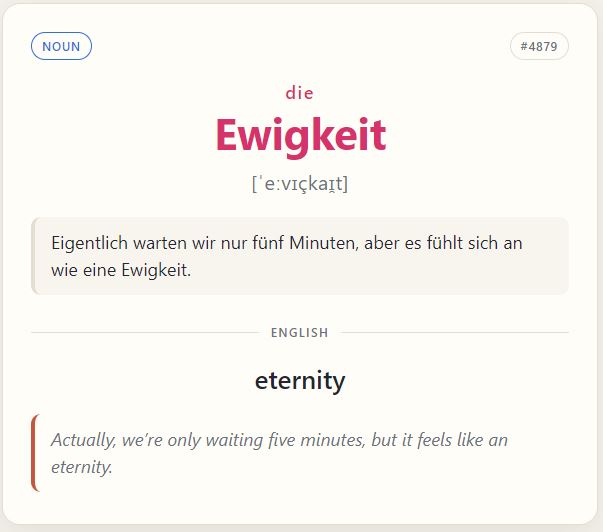 NOUN
#4879
die
Ewigkeit
[ˈeːvɪçkaɪ̯t]
Eigentlich warten wir nur fünf Minuten, aber es fühlt sich an
wie eine Ewigkeit.
ENGLISH
eternity
Actually, we’re only waiting five minutes, but it feels like an
eternity.